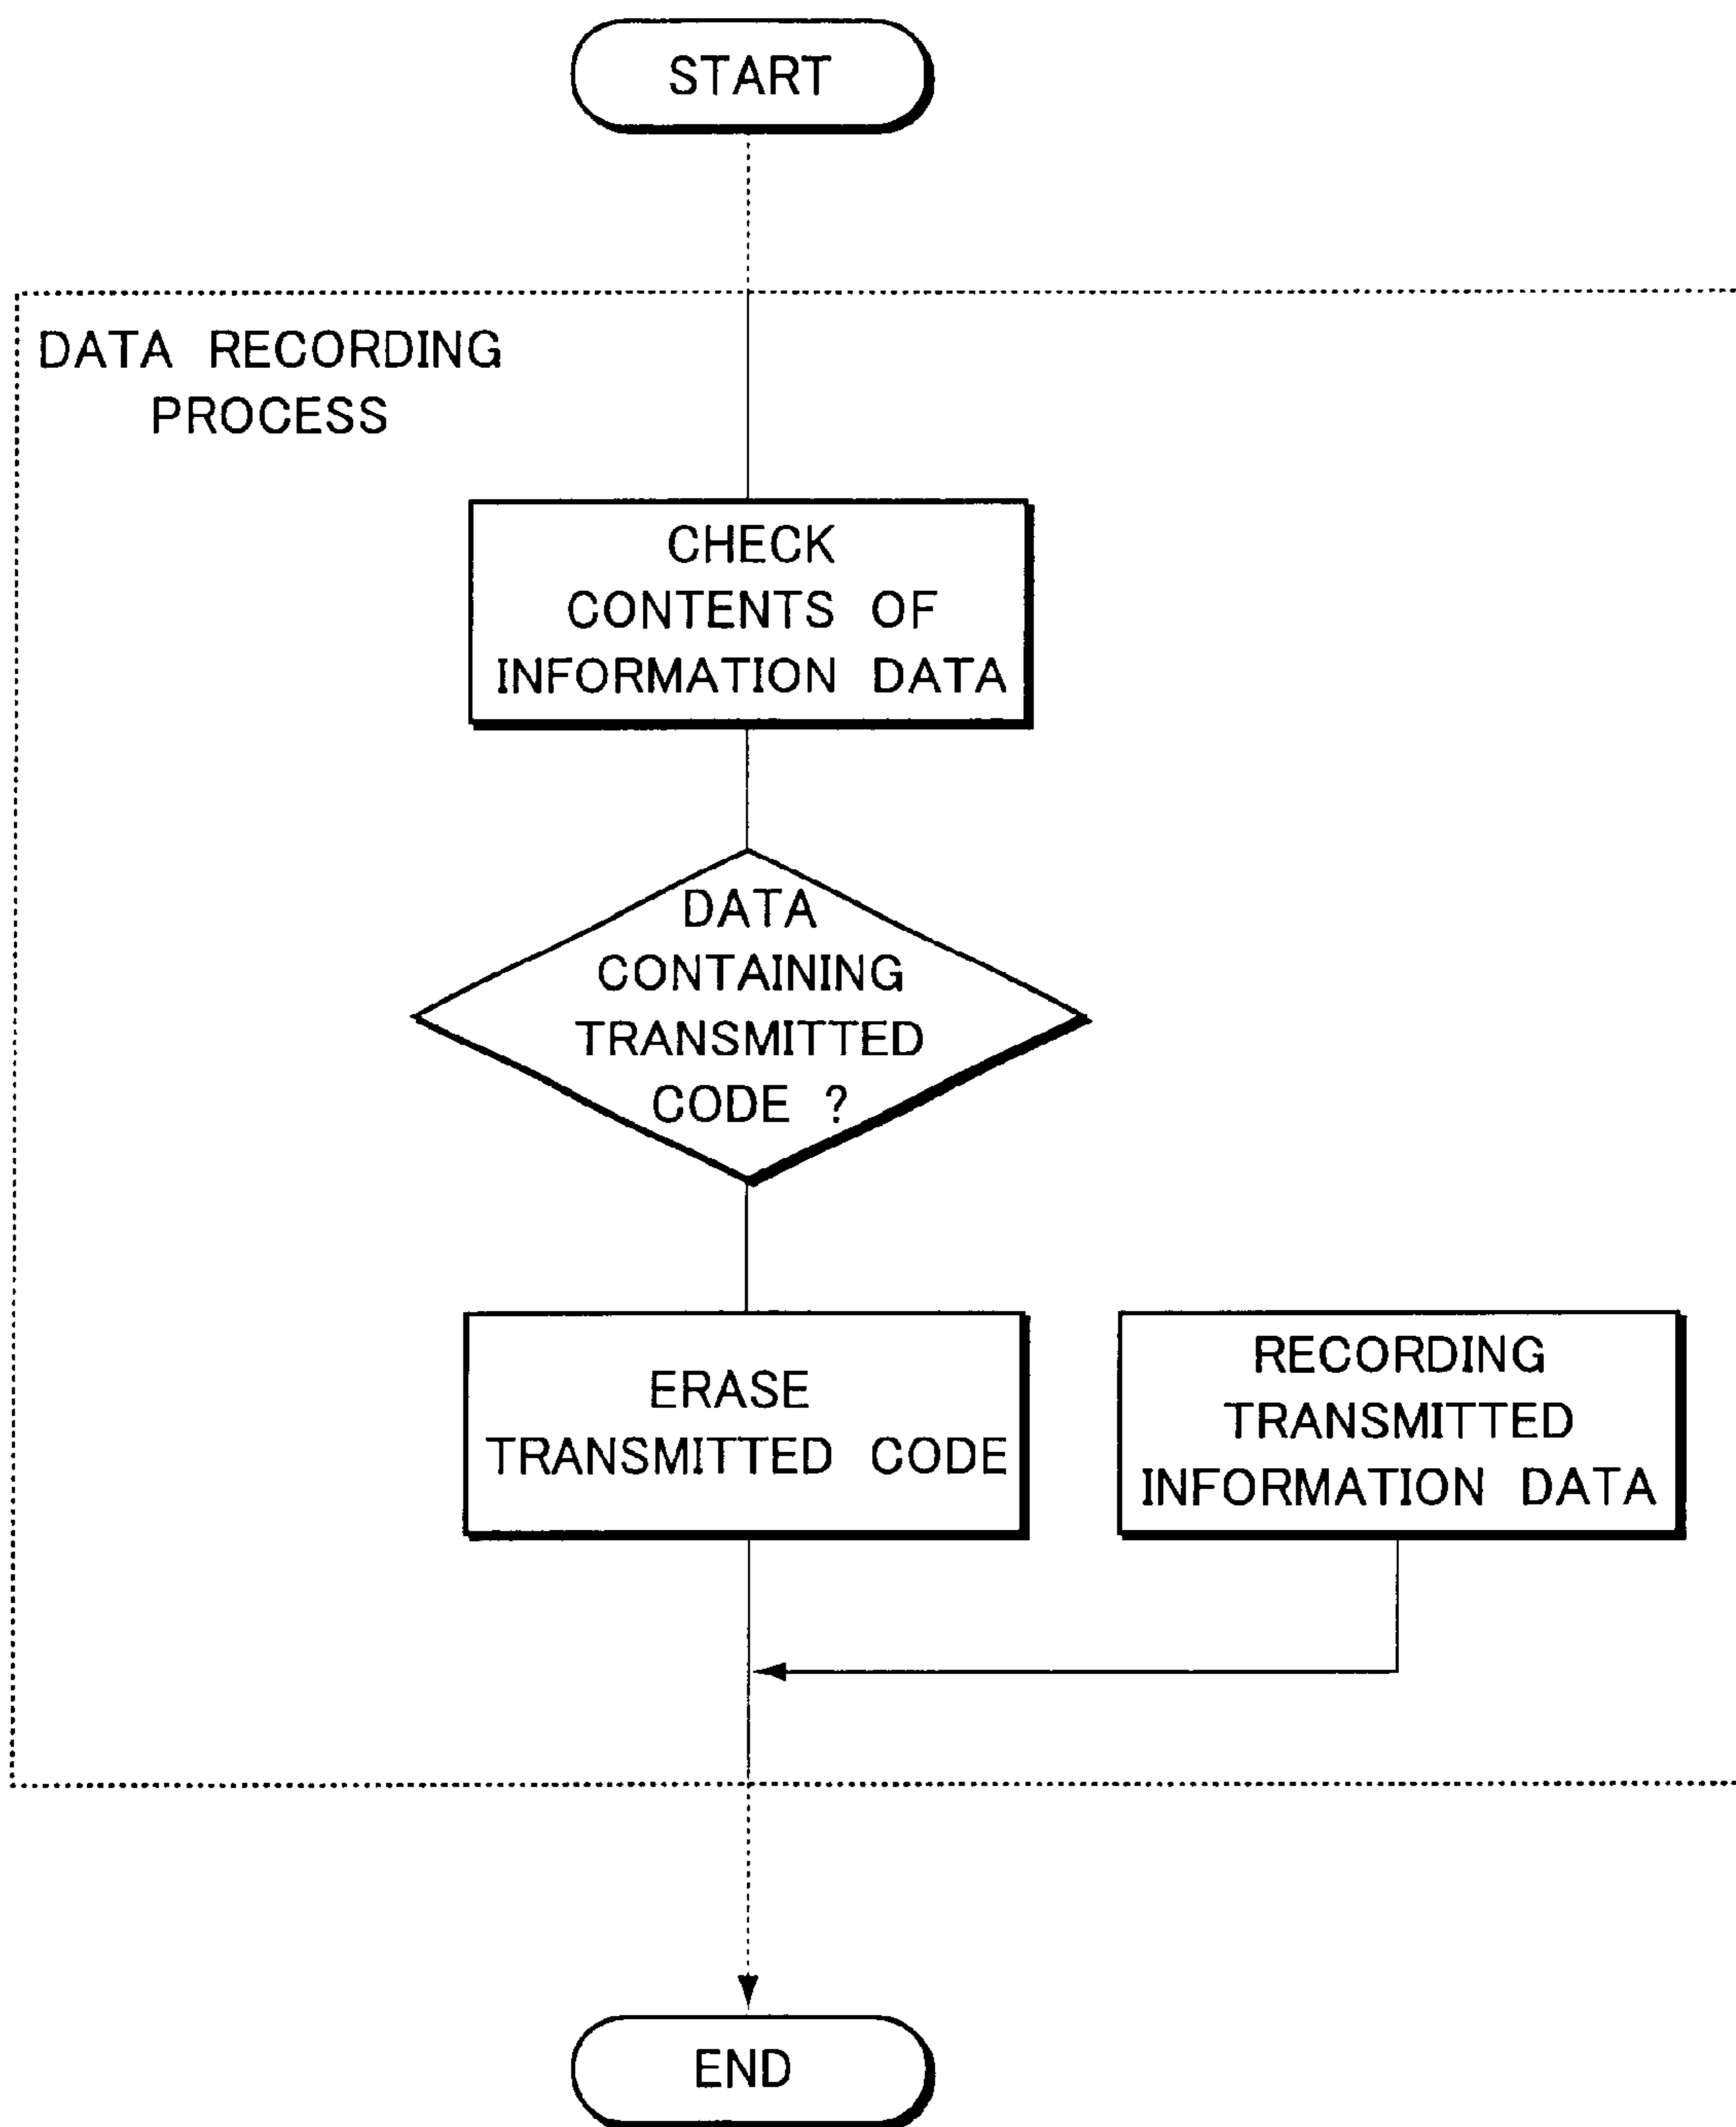 START
DATA RECORDING
PROCESS
CHECK
CONTENTS OF
INFORMATION DATA
DATA
CONTAINING
TRANSMITTED
CODE ?
ERASE
TRANSMITTED CODE
RECORDING
TRANSMITTED
INFORMATION DATA
END